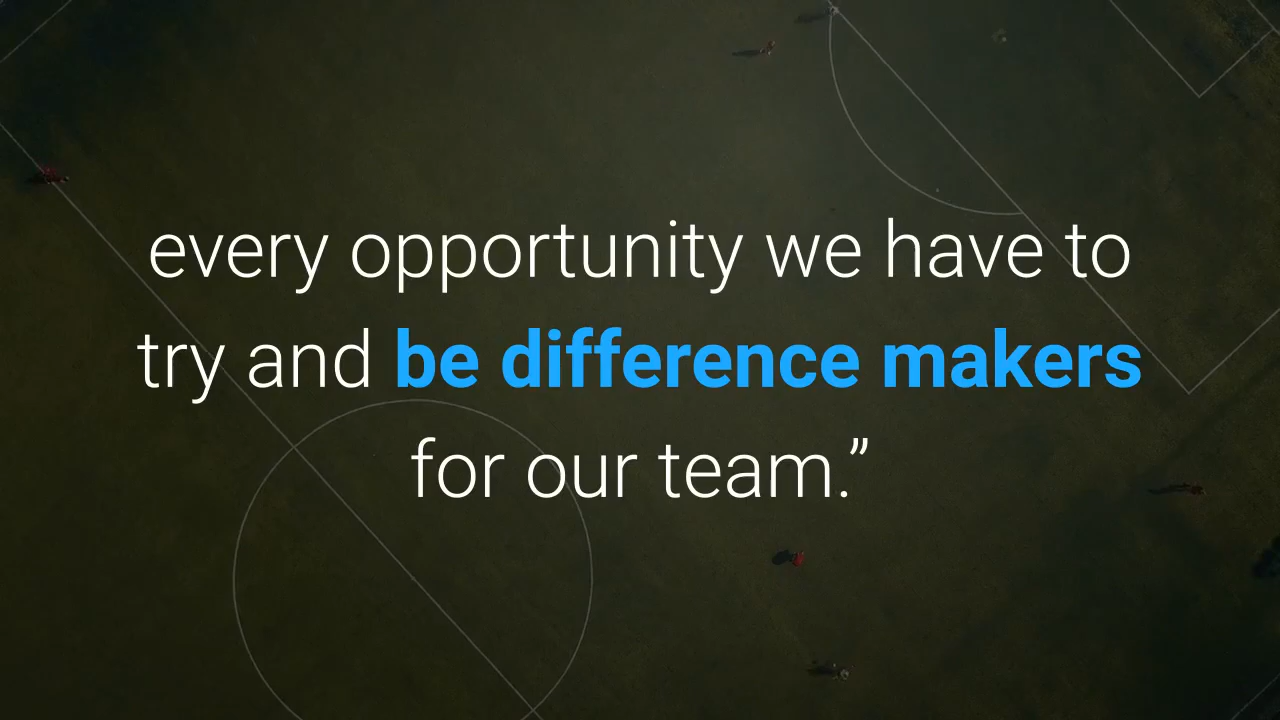 every opportunity we have to
try and be difference makers
for our team.”